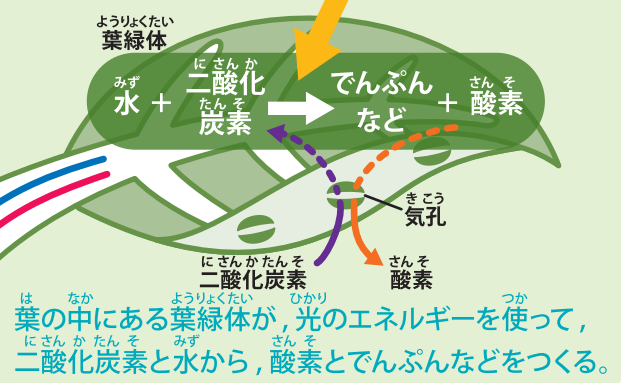 ようりょくたい
葉緑体
みず
水 +
に さん か
二酸化
たん そ
炭素
でんぷん
など
+
さん そ
酸素
き こう
気孔
に さん か たん そ
二酸化炭素
さん そ
酸素
は なか ようりょくたい ひかり つか
葉の中にある葉緑体が,光のエネルギーを使って,
に さん か たん そ みず さん そ
二酸化炭素と水から,酸素とでんぷんなどをつくる。